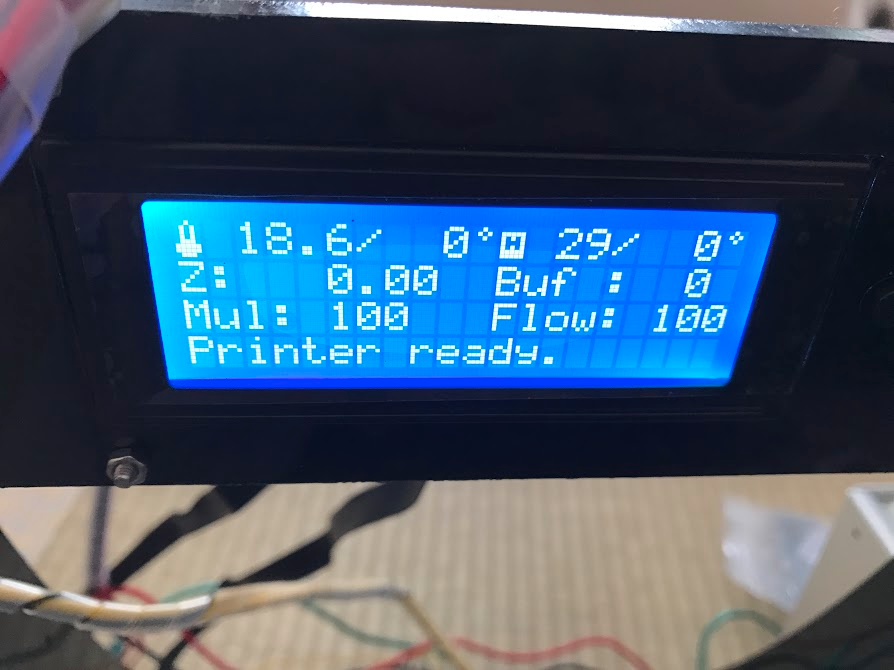 18.6/ 0° 29/ 0°
Z: 0.00 Buf : 0
Mul: 100 Flow: 100
Printer ready.